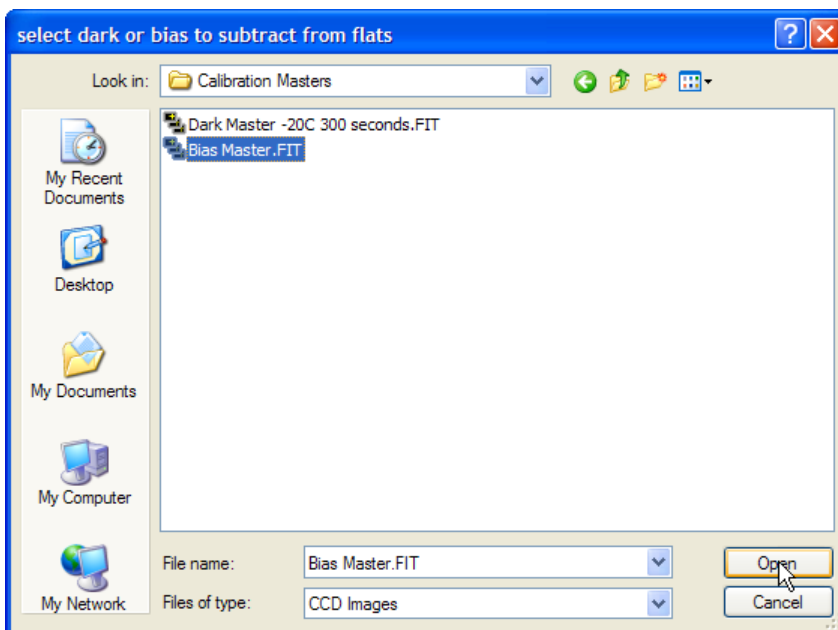 select dark or bias to subtract from flats
Look in:
Calibration Masters
My Recent
Documents
Desktop
My Documents
My Computer
My Network
Dark Master -20C 300 seconds.FIT
Bias Master.FIT
File name:
Bias Master.FIT
Open
Files of type:
CCD Images
Cancel